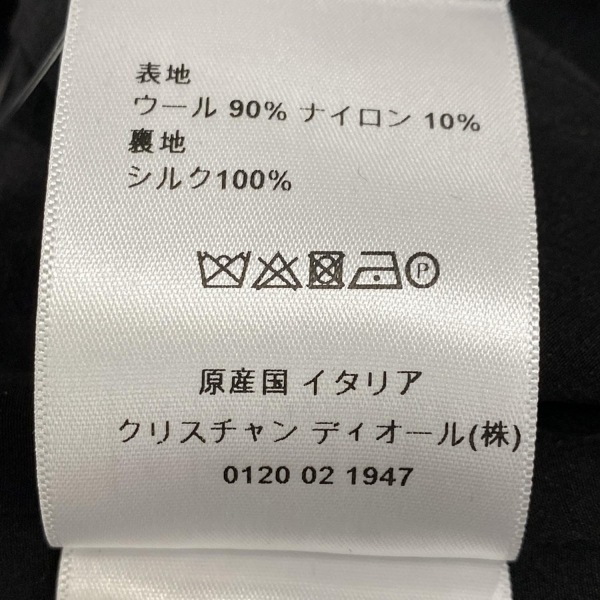 表地
ウール 90% ナイロン 10%
裏地
シルク100%
P
原産国 イタリア
クリスチャン ディオール(株)
0120 02 1947